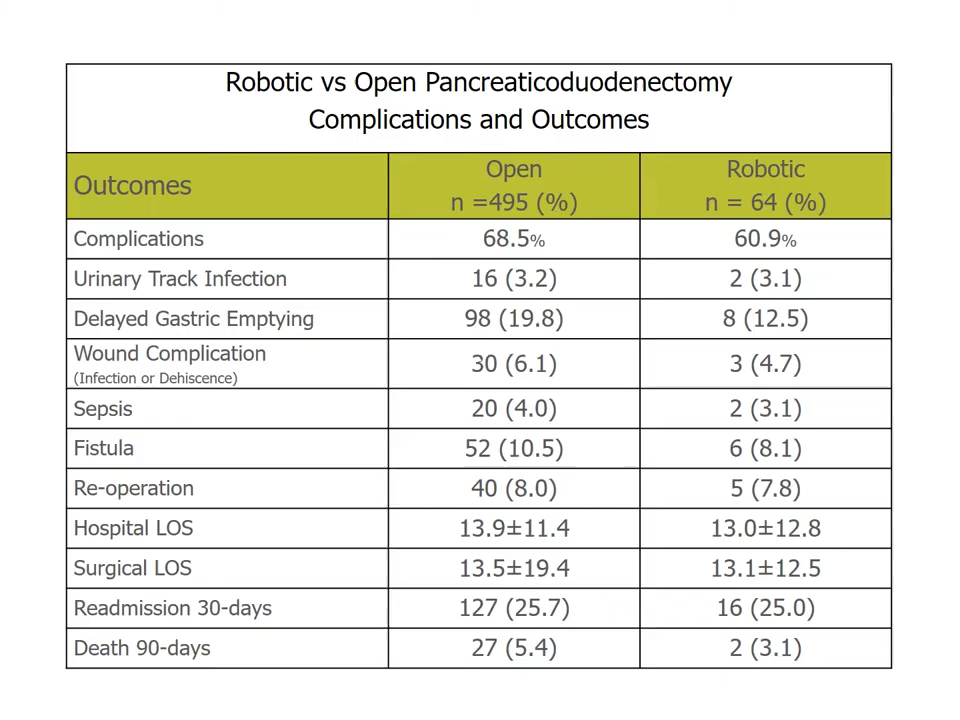 Robotic vs Open Pancreaticoduodenectomy
Complications and Outcomes
Outcomes
Open
n =495 (%)
Robotic
n = 64 (%)
Complications
68.5%
60.9%
Urinary Track Infection
16 (3.2)
2 (3.1)
Delayed Gastric Emptying
98 (19.8)
8 (12.5)
Wound Complication
(Infection or Dehiscence)
30 (6.1)
3 (4.7)
Sepsis
20 (4.0)
2 (3.1)
Fistula
52 (10.5)
6 (8.1)
Re-operation
40 (8.0)
5 (7.8)
Hospital LOS
13.9±11.4
13.0±12.8
Surgical LOS
13.5±19.4
13.1±12.5
Readmission 30-days
127 (25.7)
16 (25.0)
Death 90-days
27 (5.4)
2 (3.1)